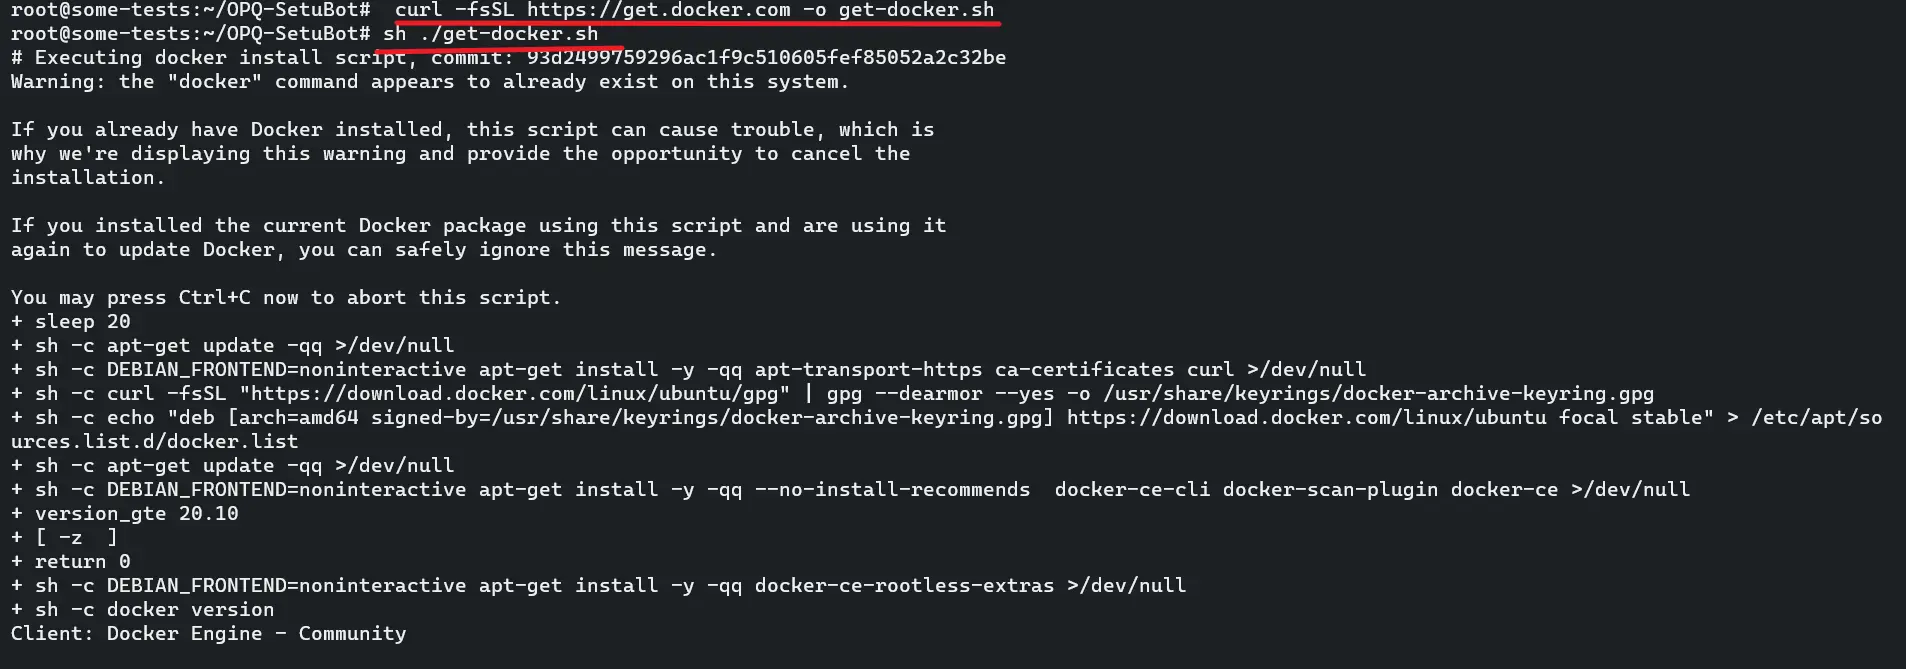 root@some-tests:~/OPQ-SetuBot#  curl -fsSL https://get.docker.com -o get-docker.sh
root@some-tests:~/OPQ-SetuBot# sh ./get-docker.sh
# Executing docker install script, commit: 93d2499759296ac1f9c510605fef85052a2c32be
Warning: the "docker" command appears to already exist on this system.

If you already have Docker installed, this script can cause trouble, which is
why we're displaying this warning and provide the opportunity to cancel the
installation.

If you installed the current Docker package using this script and are using it
again to update Docker, you can safely ignore this message.

You may press Ctrl+C now to abort this script.
+ sleep 20
+ sh -c apt-get update -qq >/dev/null
+ sh -c DEBIAN_FRONTEND=noninteractive apt-get install -y -qq apt-transport-https ca-certificates curl >/dev/null
+ sh -c curl -fsSL "https://download.docker.com/linux/ubuntu/gpg" | gpg --dearmor --yes -o /usr/share/keyrings/docker-archive-keyring.gpg
+ sh -c echo "deb [arch=amd64 signed-by=/usr/share/keyrings/docker-archive-keyring.gpg] https://download.docker.com/linux/ubuntu focal stable" > /etc/apt/so
urces.list.d/docker.list
+ sh -c apt-get update -qq >/dev/null
+ sh -c DEBIAN_FRONTEND=noninteractive apt-get install -y -qq --no-install-recommends  docker-ce-cli docker-scan-plugin docker-ce >/dev/null
+ version_gte 20.10
+ [ -z  ]
+ return 0
+ sh -c DEBIAN_FRONTEND=noninteractive apt-get install -y -qq docker-ce-rootless-extras >/dev/null
+ sh -c docker version
Client: Docker Engine - Community